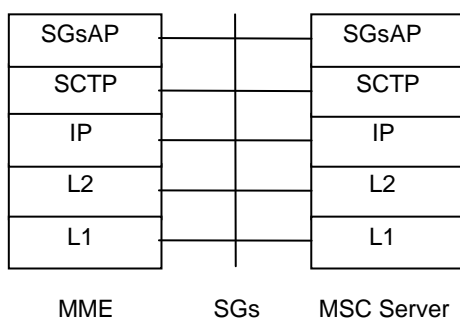 SGsAP SGsAP
SCTP SCTP
IP IP
L2 L2
L1 L1
MME SGs MSC Server